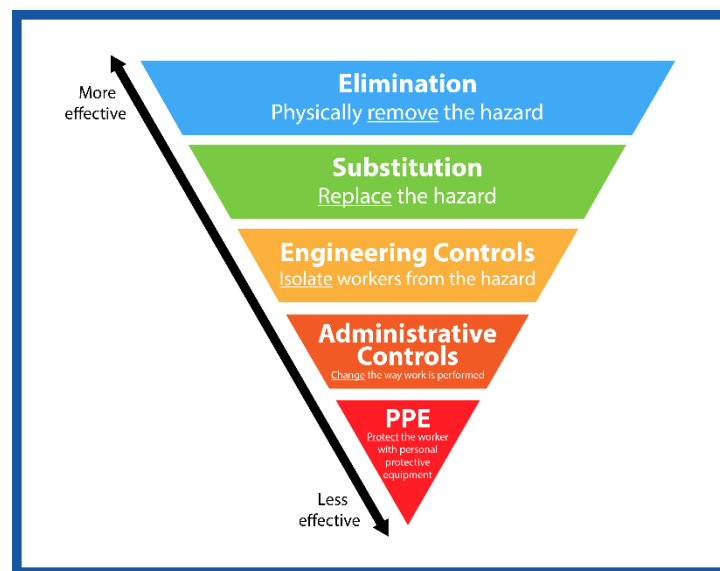 More
effective
Elimination
Physically remove the hazard
Substitution
Replace the hazard
Engineering Controls
Isolate workers from the hazard
Administrative
Controls
Change the way work is performed
PPE
Protect the worker
with personal
protective
equipment
Less
effective